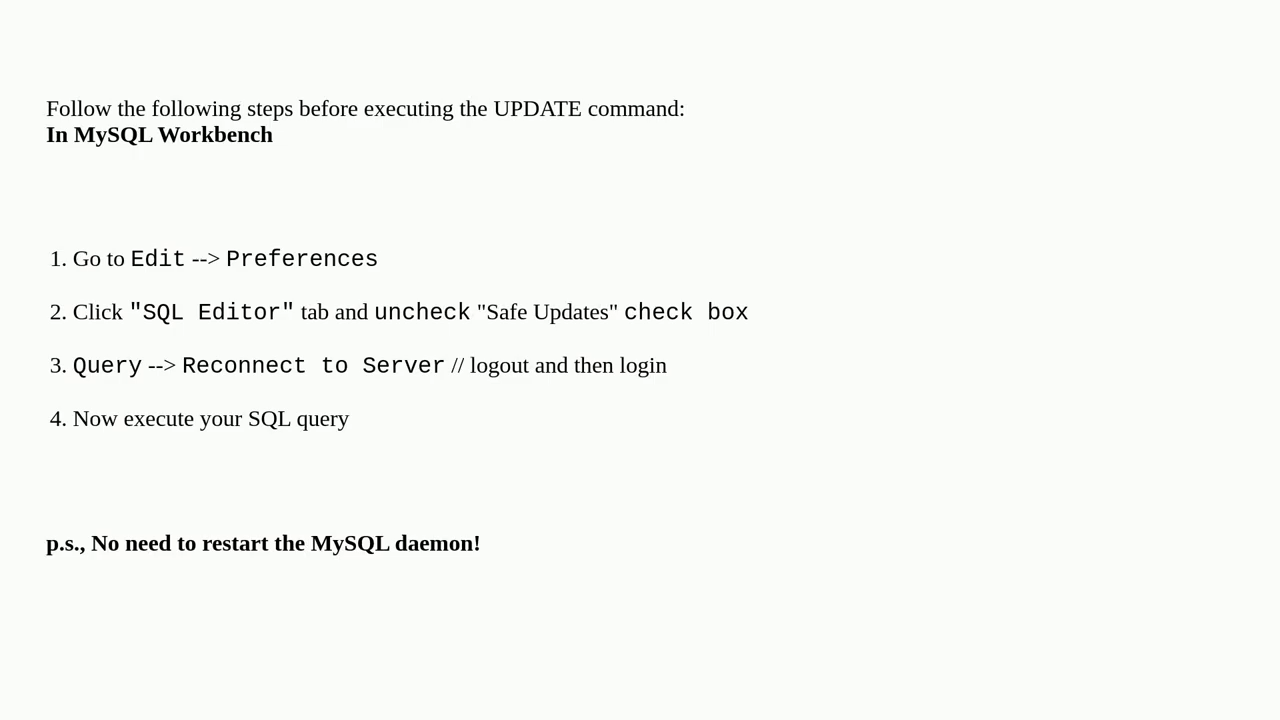 Follow the following steps before executing the UPDATE command:
In MySQL Workbench
1. Go to Edit --> Preferences
2. Click "SQL Editor" tab and uncheck "Safe Updates" check box
3. Query --> Reconnect to Server // logout and then login
4. Now execute your SQL query
p.s., No need to restart the MySQL daemon!